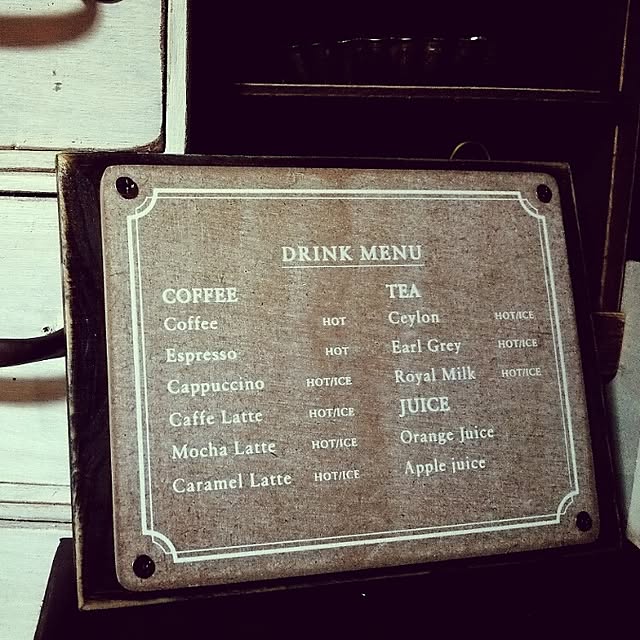 DRINK MENU
COFFEE
Coffee HOT
Espresso HOT
Cappuccino HOT/ICE
Caffe Latte HOT/ICE
Mocha Latte HOT/ICE
Caramel Latte HOT/ICE
TEA
Ceylon HOT/ICE
Earl Grey HOT/ICE
Royal Milk HOT/ICE
JUICE
Orange Juice
Apple juice